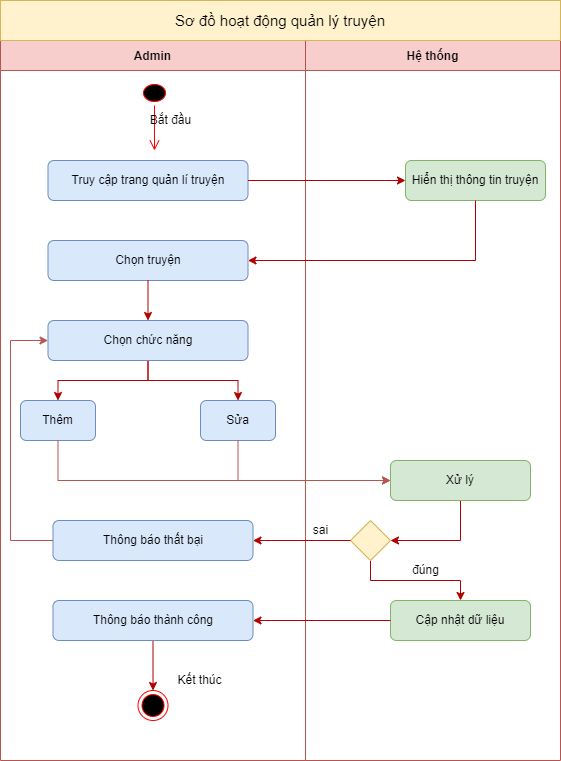 Sơ đồ hoạt động quản lý truyện
Admin
Hệ thống
Bắt đầu
Truy cập trang quản lí truyện
Hiển thị thông tin truyện
Chọn truyện
Chọn chức năng
Thêm
Sửa
Xử lý
Thông báo thất bại
sai
đúng
Thông báo thành công
Cập nhật dữ liệu
Kết thúc